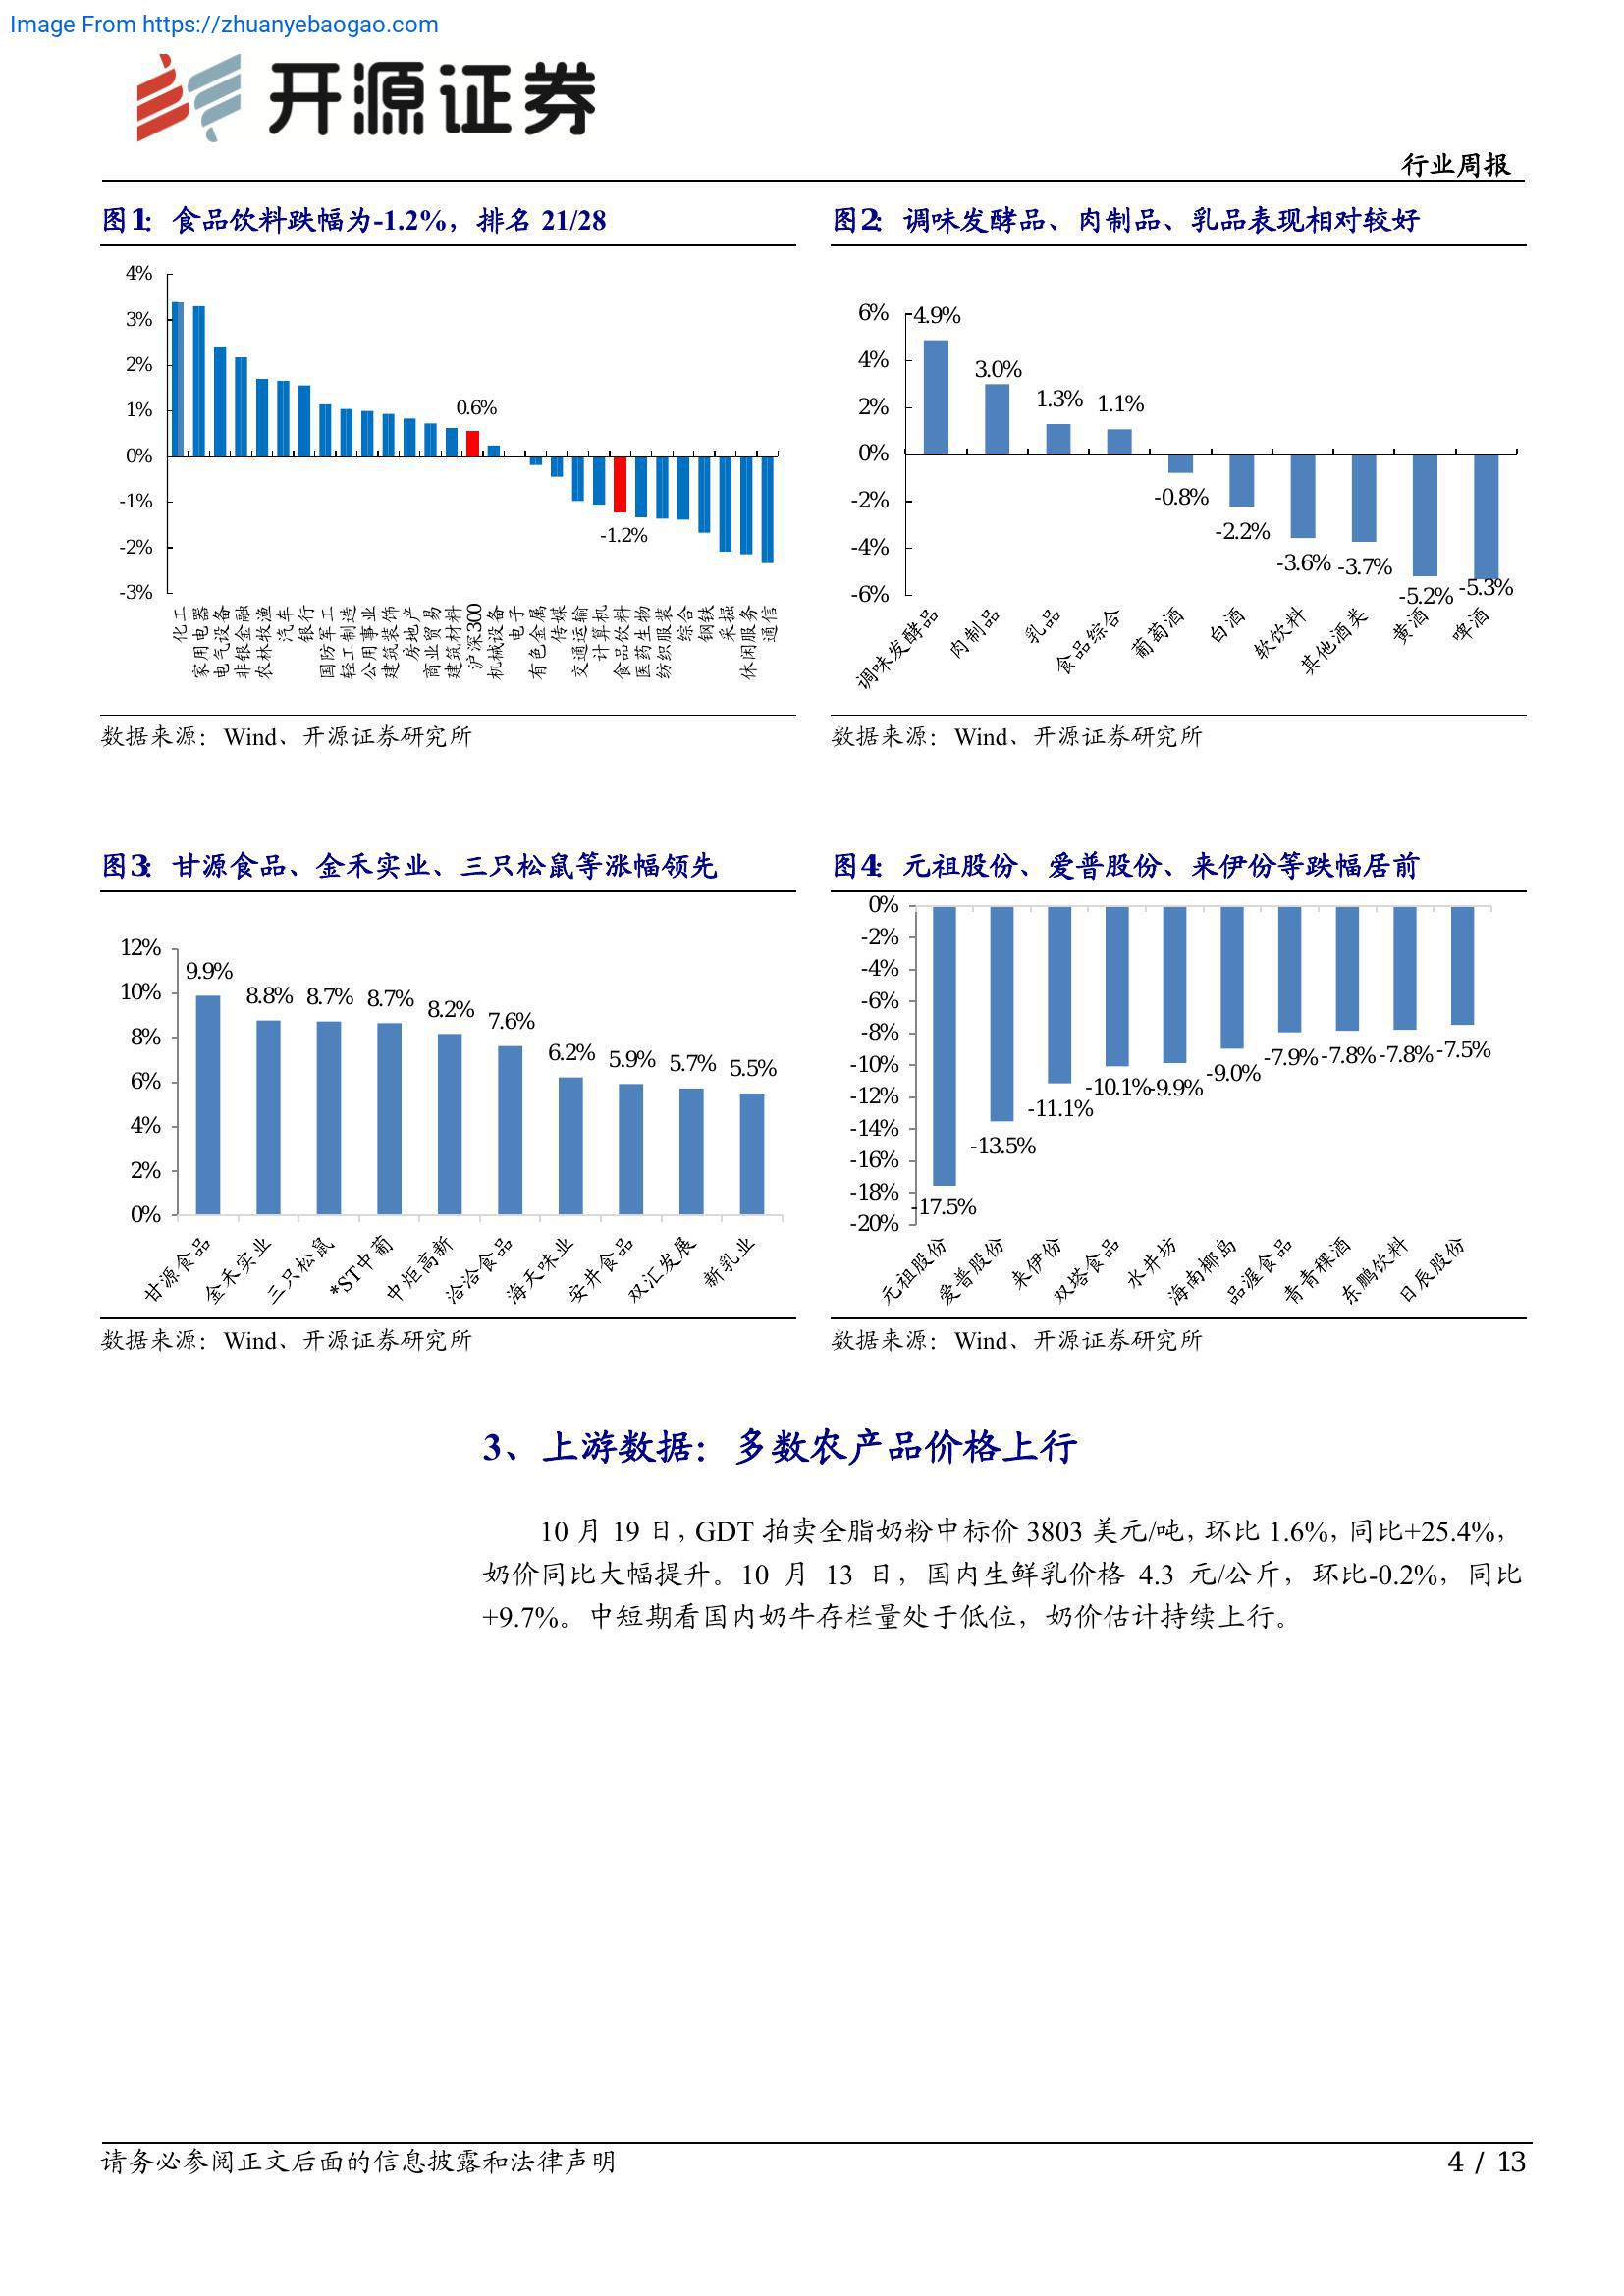 Image From https://zhuanyebaogao.com
开源证券
行业周报
图1： 食品饮料跌幅为-1.2%，排名 21/28
4%
3%
2%
1%
0%
-1%
-2%
-3%
0.6%
-1.2%
化工 家用电器 电气设备 非银金融 农林牧渔 汽车 银行 国防军工 轻工制造 公用事业 建筑装饰 房地产 商业贸易 建筑材料 沪深300 机械设备 电子 有色金属 传媒 交通运输 计算机 食品饮料 医药生物 纺织服装 综合 钢铁 采掘 休闲服务 通信
数据来源：Wind、开源证券研究所
图2： 调味发酵品、肉制品、乳品表现相对较好
6%
4%
2%
0%
-2%
-4%
-6%
4.9% 3.0% 1.3% 1.1% -0.8% -2.2% -3.6% -3.7% -5.2% -5.3%
调味发酵品 肉制品 乳品 食品综合 葡萄酒 白酒 软饮料 其他酒类 黄酒 啤酒
数据来源：Wind、开源证券研究所
图3： 甘源食品、金禾实业、三只松鼠等涨幅领先
12%
10%
8%
6%
4%
2%
0%
9.9% 8.8% 8.7% 8.7% 8.2% 7.6% 6.2% 5.9% 5.7% 5.5%
甘源食品 金禾实业 三只松鼠 *ST中葡 中炬高新 洽洽食品 海天味业 安井食品 双汇发展 新乳业
数据来源：Wind、开源证券研究所
图4： 元祖股份、爱普股份、来伊份等跌幅居前
0%
-2%
-4%
-6%
-8%
-10%
-12%
-14%
-16%
-18%
-20%
-17.5% -13.5% -11.1% -10.1% -9.9% -9.0% -7.9% -7.8% -7.8% -7.5%
元祖股份 爱普股份 来伊份 双塔食品 水井坊 海南椰岛 品渥食品 青青稞酒 东鹏饮料 日辰股份
数据来源：Wind、开源证券研究所
3、上游数据：多数农产品价格上行
10 月 19 日，GDT 拍卖全脂奶粉中标价 3803 美元/吨，环比 1.6%，同比+25.4%，
奶价同比大幅提升。10 月 13 日，国内生鲜乳价格 4.3 元/公斤，环比-0.2%，同比
+9.7%。中短期看国内奶牛存栏量处于低位，奶价估计持续上行。
请务必参阅正文后面的信息披露和法律声明
4 / 13